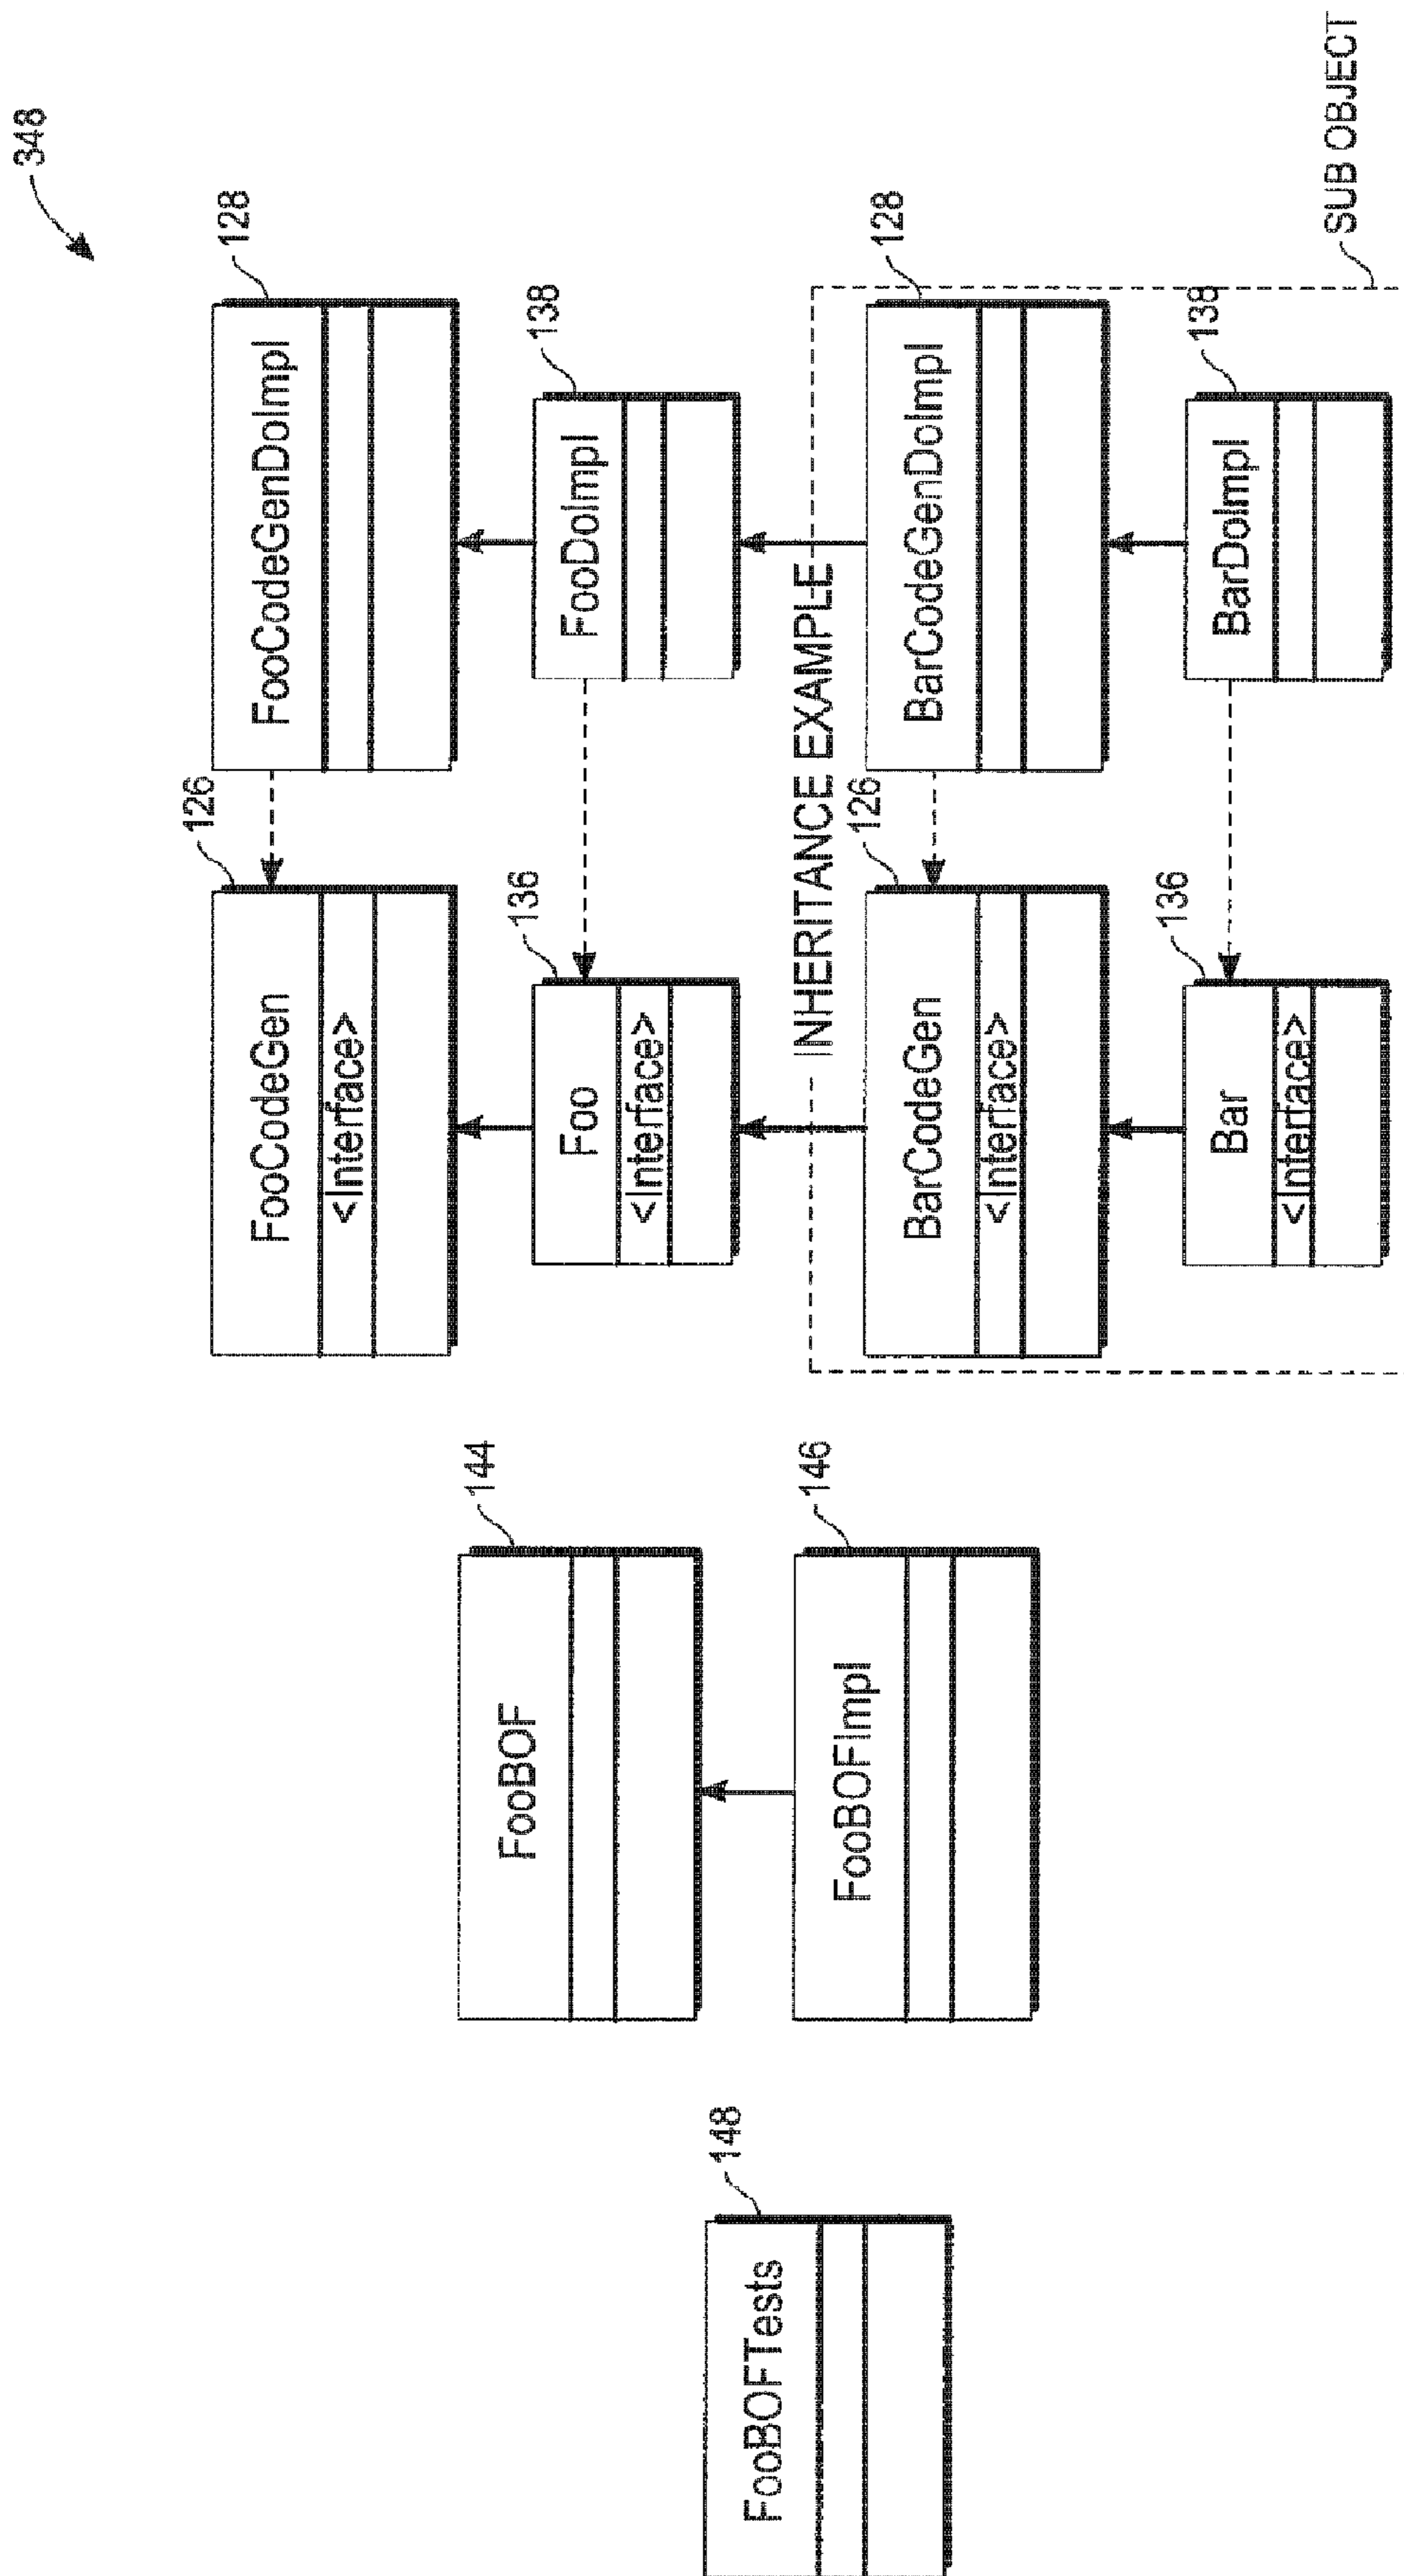 348
126
128
FooCodeGen
FooCodeGenDoImpl
<Interface>
144
FooBOF
136
138
Foo
FooDoImpl
<Interface>
148
FooBOFTests
146
FooBOFImpl
INHERITANCE EXAMPLE
126
128
BarCodeGen
BarCodeGenDoImpl
<Interface>
136
138
Bar
BarDoImpl
<Interface>
SUB OBJECT